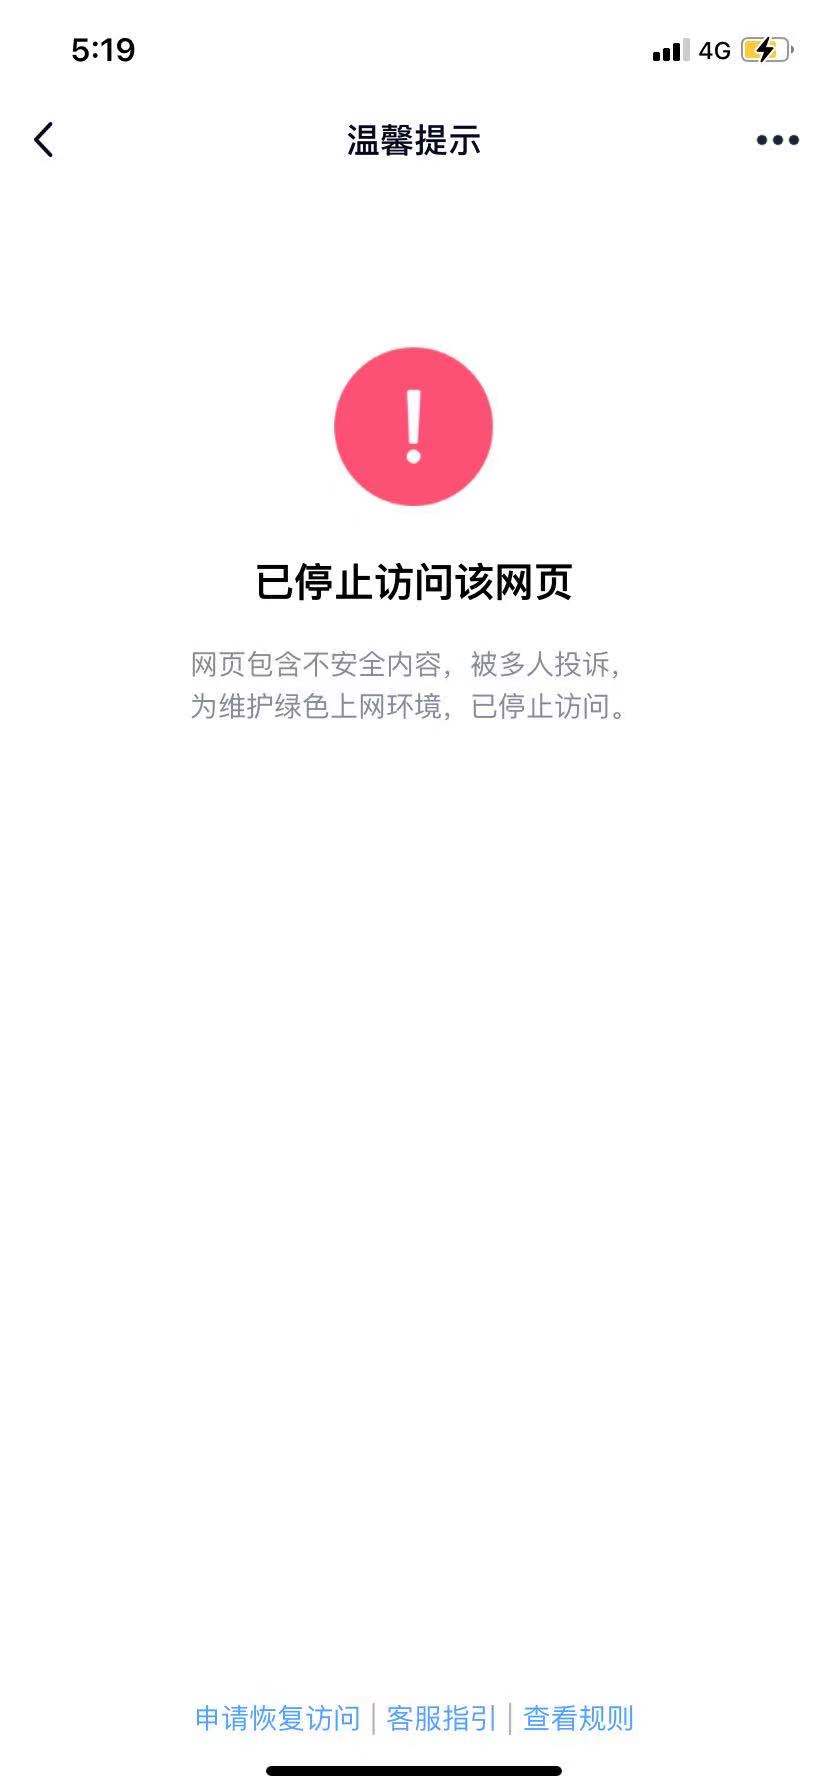 5:19
4G
温馨提示
已停止访问该网页
网页包含不安全内容，被多人投诉，
为维护绿色上网环境，已停止访问。
申请恢复访问 | 客服指引 | 查看规则